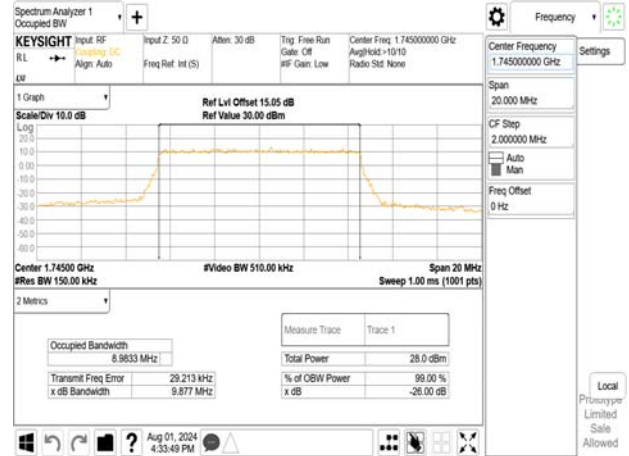 Spectrum Analyzer 1
Occupied BW
Frequency
KEYSIGHT
Input: RF
Coupling: DC
Align: Auto
RL
LXI
Input Z: 50 Ω
Freq Ref: Int (S)
Atten: 30 dB
Trig: Free Run
Gate: Off
#IF Gain: Low
Center Freq: 1.745000000 GHz
Avg|Hold:>10/10
Radio Std: None
Center Frequency
1.745000000 GHz
Settings
Span
20.000 MHz
CF Step
2.000000 MHz
Auto
Man
Freq Offset
0 Hz
1 Graph
Scale/Div 10.0 dB
Ref Lvl Offset 15.05 dB
Ref Value 30.00 dBm
Log
20.0
10.0
0.00
-10.0
-20.0
-30.0
-40.0
-50.0
-60.0
Center 1.74500 GHz
#Res BW 150.00 kHz
#Video BW 510.00 kHz
Span 20 MHz
Sweep 1.00 ms (1001 pts)
2 Metrics
Measure Trace Trace 1
Occupied Bandwidth
8.9833 MHz
Total Power 28.0 dBm
Transmit Freq Error 29.213 kHz
% of OBW Power 99.00 %
x dB Bandwidth 9.877 MHz
x dB -26.00 dB
Local
Prototype
Limited
Sale
Allowed
?
Aug 01, 2024
4:33:49 PM